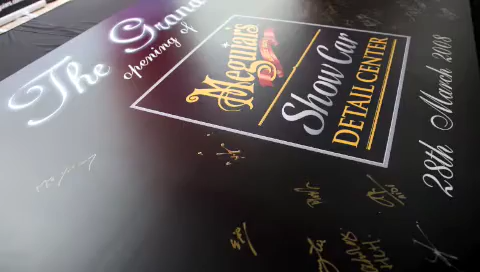 The Grand
opening of
Meguiar's
Show Car
DETAIL CENTER
28th March 2008